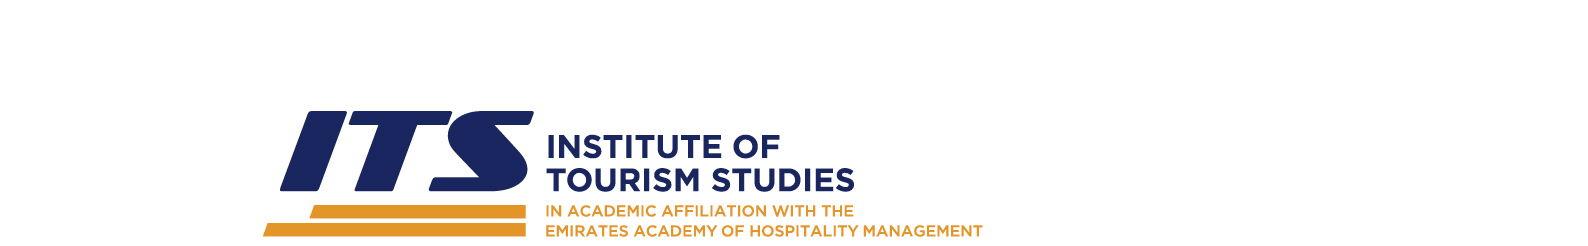 ITS
INSTITUTE OF
TOURISM STUDIES
IN ACADEMIC AFFILIATION WITH THE
EMIRATES ACADEMY OF HOSPITALITY MANAGEMENT